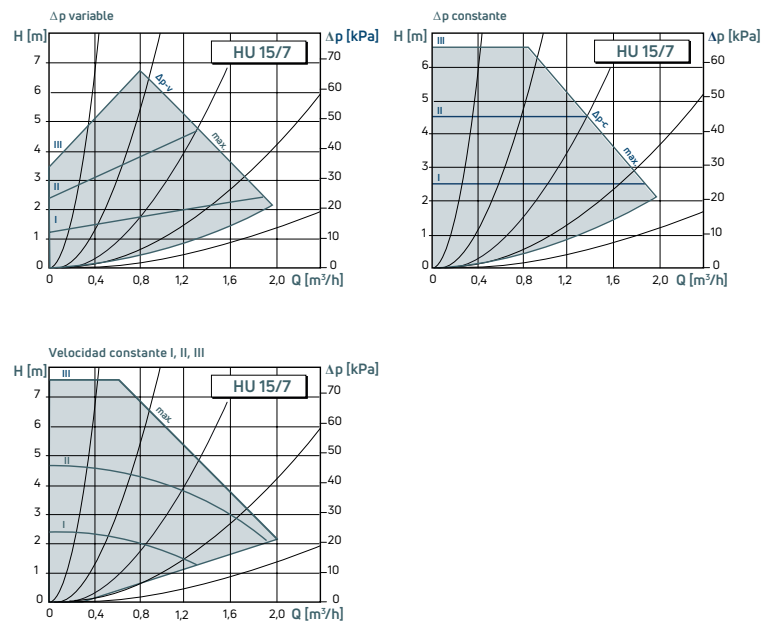 Δp variable
H [m]
Δp [kPa]
HU 15/7
7
6
5
4
3
2
1
0
70
60
50
40
30
20
10
0
Δp-v
max.
III
II
I
0
0,4
0,8
1,2
1,6
2,0
Q [m³/h]
Δp constante
H [m]
Δp [kPa]
HU 15/7
6
5
4
3
2
1
0
60
50
40
30
20
10
0
III
II
I
Δp-c
max.
0
0,4
0,8
1,2
1,6
2,0
Q [m³/h]
Velocidad constante I, II, III
H [m]
Δp [kPa]
HU 15/7
7
6
5
4
3
2
1
0
70
60
50
40
30
20
10
0
III
max.
II
I
0
0,4
0,8
1,2
1,6
2,0
Q [m³/h]